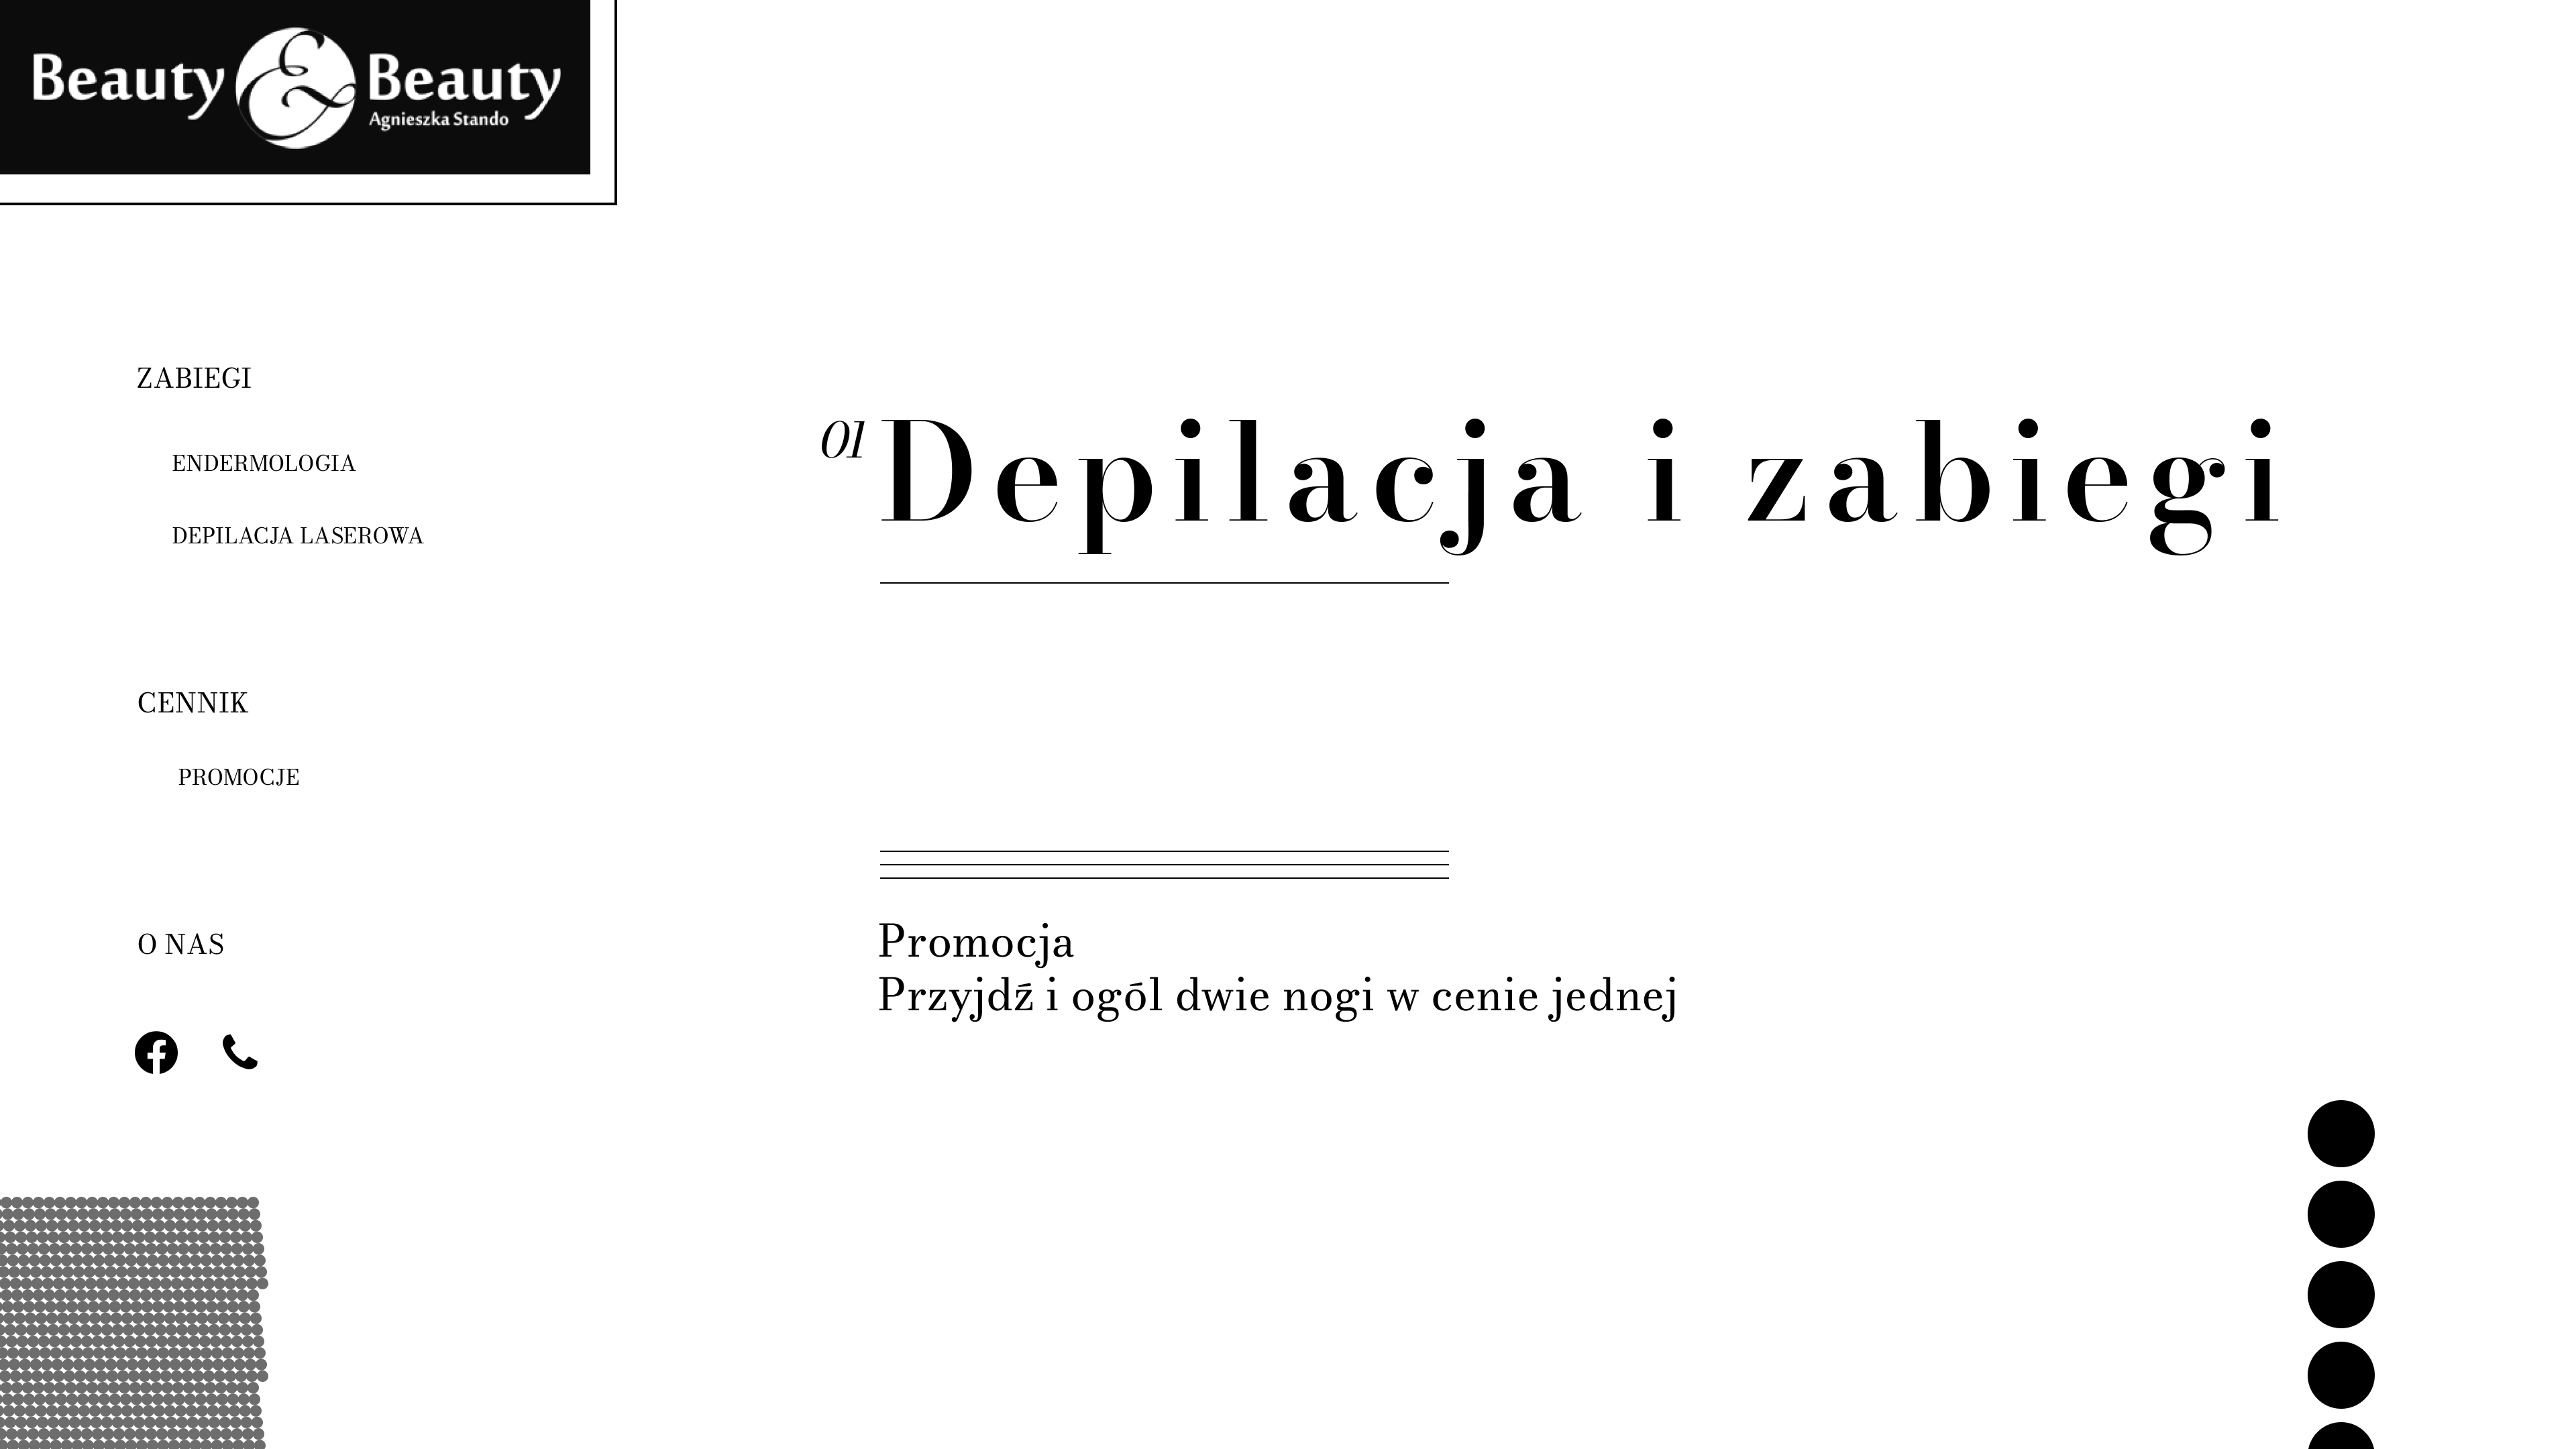 Beauty & Beauty
Agnieszka Stando
ZABIEGI
ENDERMOLOGIA
DEPILACJA LASEROWA
CENNIK
PROMOCJE
O NAS
01 Depilacja i zabiegi
Promocja
Przyjdź i ogól dwie nogi w cenie jednej